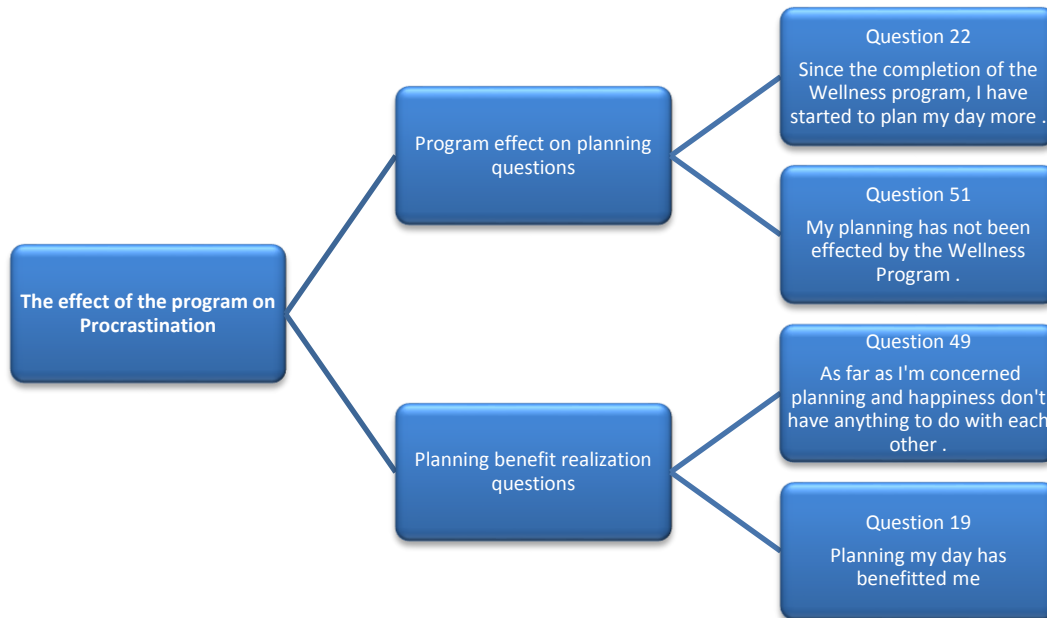 The effect of the program on
Procrastination
Program effect on planning
questions
Question 22
Since the completion of the
Wellness program, I have
started to plan my day more .
Question 51
My planning has not been
effected by the Wellness
Program .
Planning benefit realization
questions
Question 49
As far as I'm concerned
planning and happiness don't
have anything to do with each
other .
Question 19
Planning my day has
benefitted me